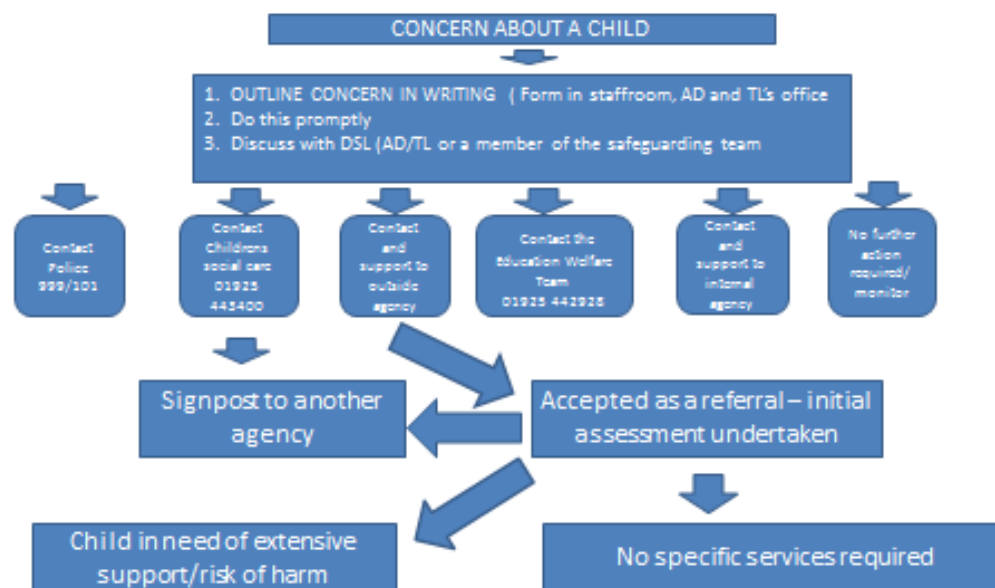 CONCERN ABOUT A CHILD
1. OUTLINE CONCERN IN WRITING ( Form in staffroom, AD and TL's office
2. Do this promptly
3. Discuss with DSL (AD/TL or a member of the safeguarding team
Contact
Police
999/101
Contact
Childrens
social care
01925
443400
Contact
and
support to
outside
agency
Contact the
Education Welfare
Team
01925 442928
Contact
and
support to
internal
agency
No further
action
required/
monitor
Signpost to another
agency
Accepted as a referral – initial
assessment undertaken
Child in need of extensive
support/risk of harm
No specific services required